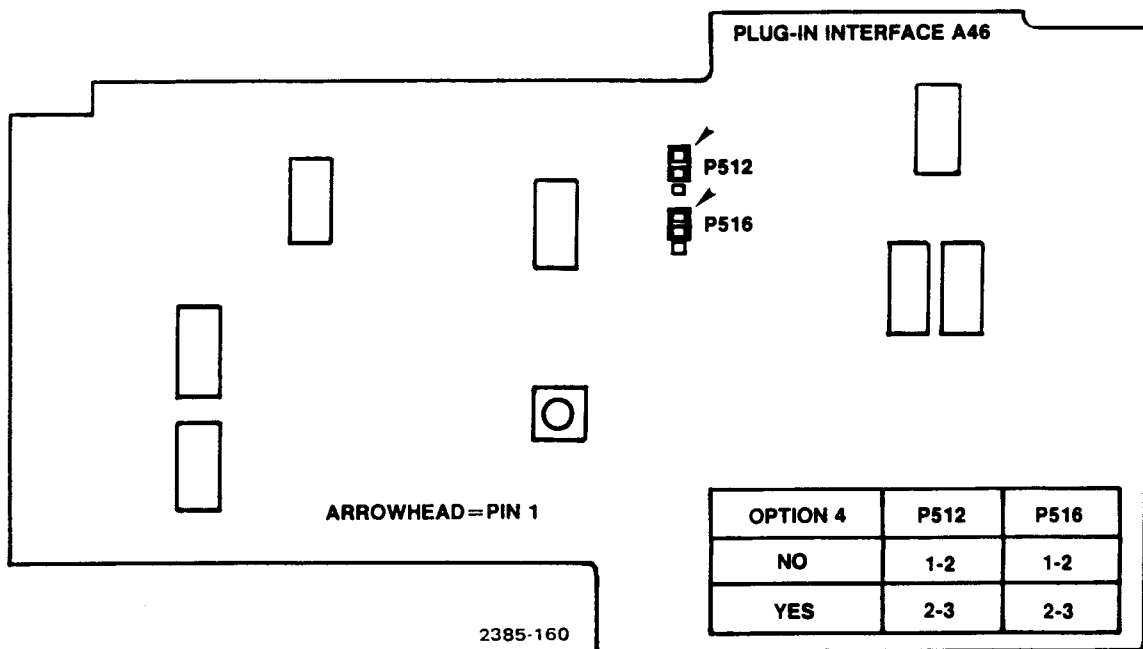 PLUG-IN INTERFACE A46
P512
P516
ARROWHEAD=PIN 1
OPTION 4 P512 P516
NO 1-2 1-2
YES 2-3 2-3
2385-160